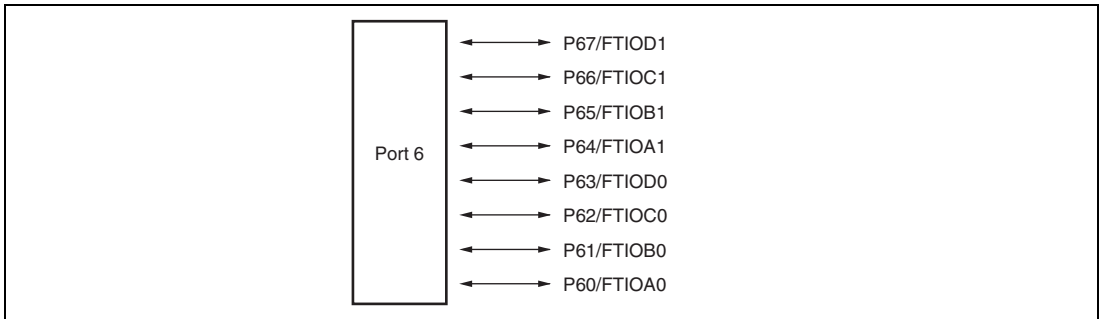 P67/FTIOD1
P66/FTIOC1
P65/FTIOB1
P64/FTIOA1
Port 6
P63/FTIOD0
P62/FTIOC0
P61/FTIOB0
P60/FTIOA0